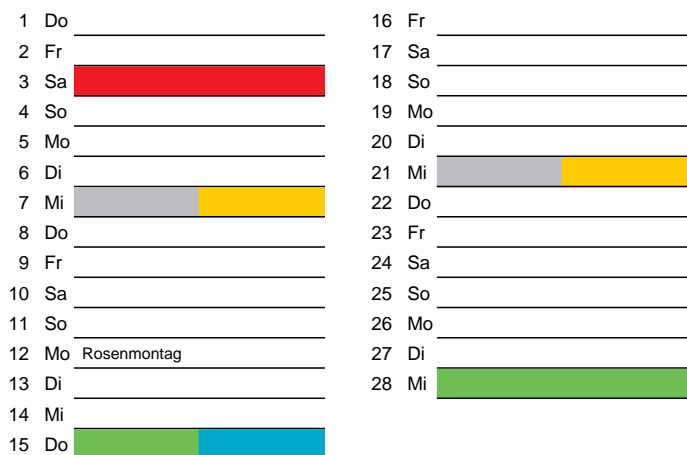 1 Do
2 Fr
3 Sa
4 So
5 Mo
6 Di
7 Mi
8 Do
9 Fr
10 Sa
11 So
12 Mo Rosenmontag
13 Di
14 Mi
15 Do
16 Fr
17 Sa
18 So
19 Mo
20 Di
21 Mi
22 Do
23 Fr
24 Sa
25 So
26 Mo
27 Di
28 Mi